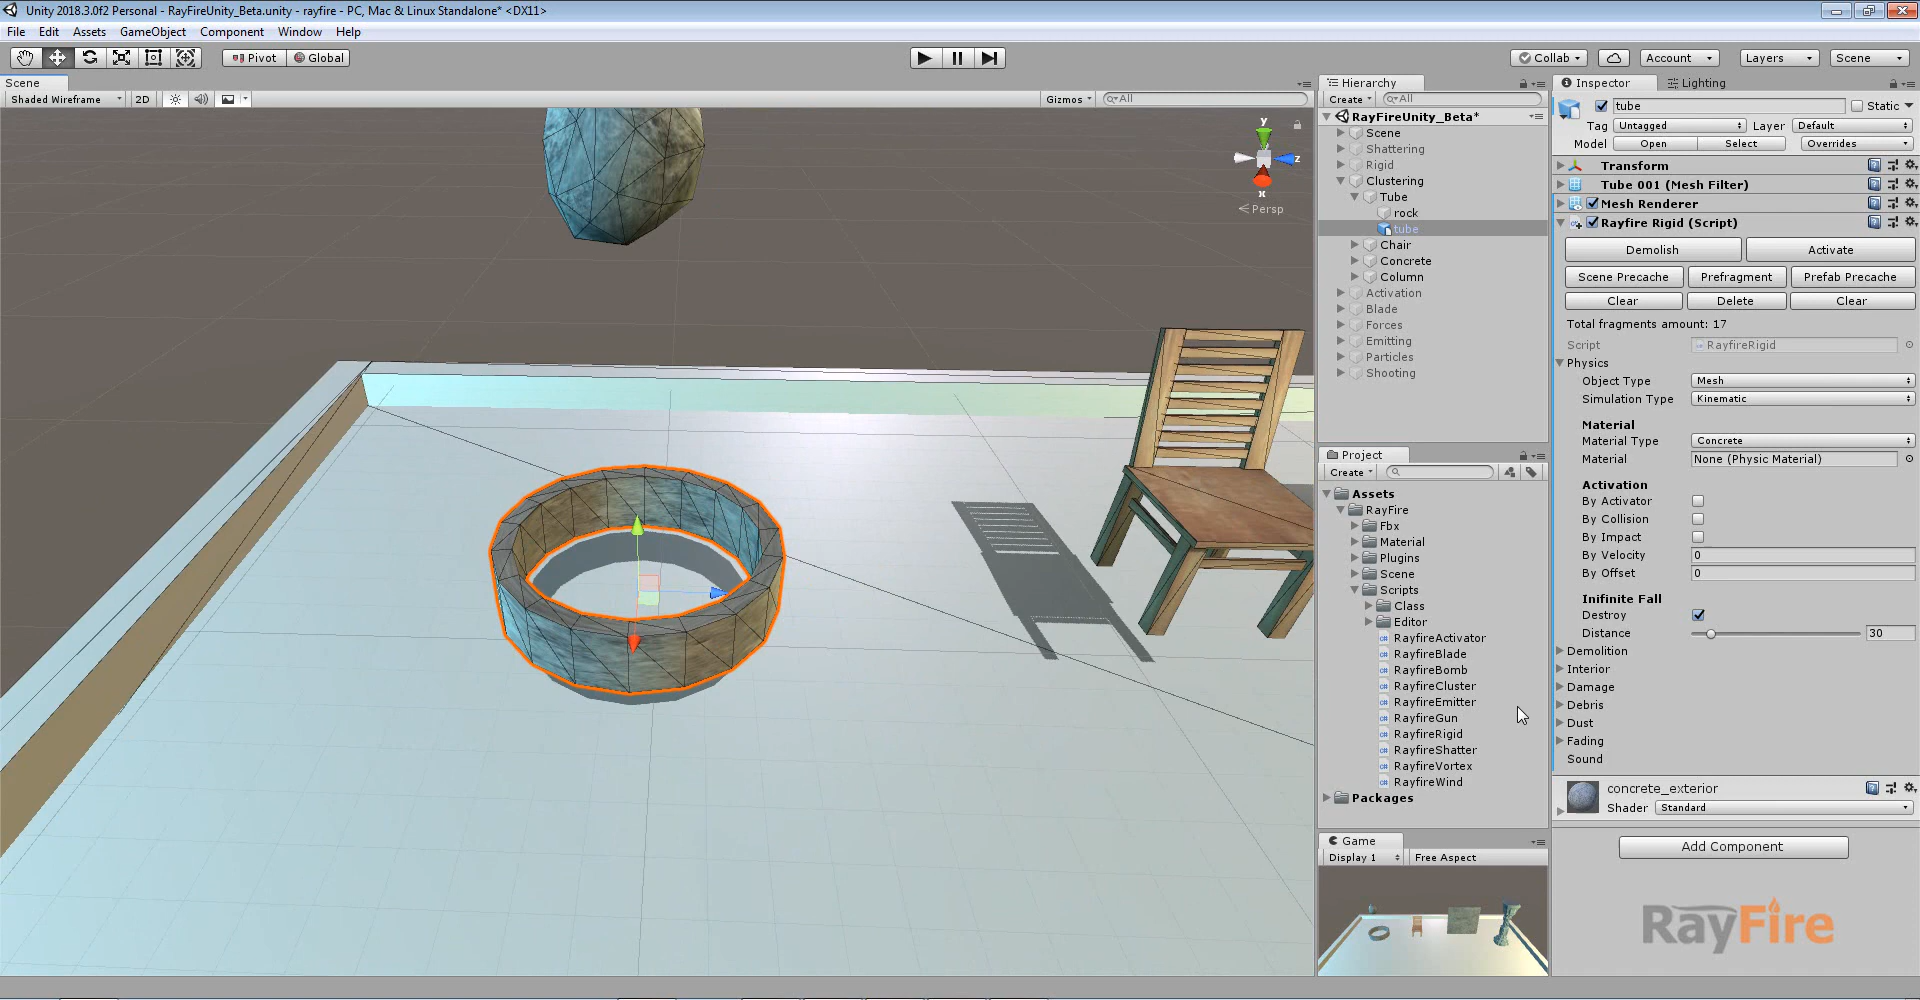 Unity 2018.3.0f2 Personal - RayFireUnity_Beta.unity - rayfire - PC, Mac & Linux Standalone* <DX11>
File Edit Assets GameObject Component Window Help
Pivot Global Collab Account Layers Scene
Scene
Shaded Wireframe 2D Gizmos All
y
z
x
Persp
Hierarchy
Create All
RayFireUnity_Beta*
Scene
Shattering
Rigid
Clustering
Tube
rock
tube
Chair
Concrete
Column
Activation
Blade
Forces
Emitting
Particles
Shooting
Project
Create
Assets
RayFire
Fbx
Material
Plugins
Scene
Scripts
Class
Editor
RayfireActivator
RayfireBlade
RayfireBomb
RayfireCluster
RayfireEmitter
RayfireGun
RayfireRigid
RayfireShatter
RayfireVortex
RayfireWind
Packages
Game
Display 1 Free Aspect
Inspector Lighting
tube Static
Tag Untagged Layer Default
Model Open Select Overrides
Transform
Tube 001 (Mesh Filter)
Mesh Renderer
Rayfire Rigid (Script)
Demolish Activate
Scene Precache Prefragment Prefab Precache
Clear Delete Clear
Total fragments amount: 17
Script RayfireRigid
Physics
Object Type Mesh
Simulation Type Kinematic
Material
Material Type Concrete
Material None (Physic Material)
Activation
By Activator
By Collision
By Impact
By Velocity 0
By Offset 0
Inifinite Fall
Destroy
Distance 30
Demolition
Interior
Damage
Debris
Dust
Fading
Sound
concrete_exterior
Shader Standard
Add Component
RayFire